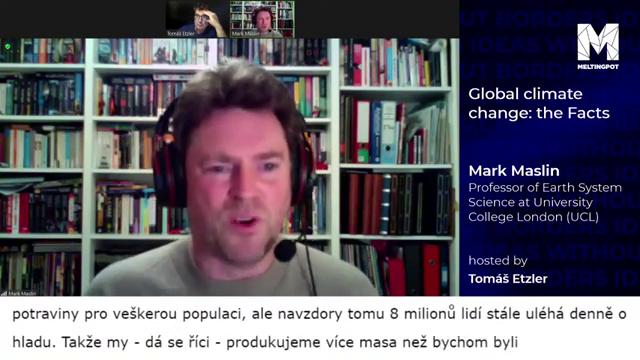 Tomáš Etzler
Mark Maslin
MELTINGPOT
Global climate
change: the Facts
Mark Maslin
Professor of Earth System
Science at University
College London (UCL)
hosted by
Tomáš Etzler
Mark Maslin
potraviny pro veškerou populaci, ale navzdory tomu 8 milionů lidí stále uléhá denně o
hladu. Takže my - dá se říci - produkujeme více masa než bychom byli